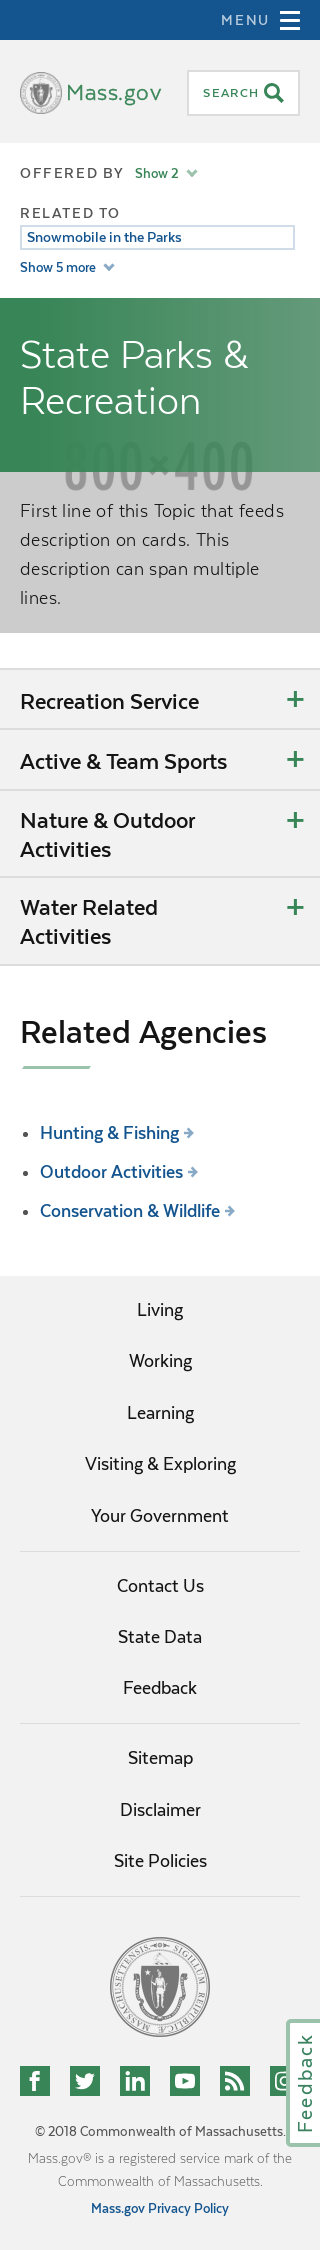 MENU
Mass.gov
SEARCH
OFFERED BY Show 2
RELATED TO
Snowmobile in the Parks
Show 5 more
State Parks &
Recreation
800×400
First line of this Topic that feeds
description on cards. This
description can span multiple
lines.
Recreation Service
Active & Team Sports
Nature & Outdoor
Activities
Water Related
Activities
Related Agencies
Hunting & Fishing
Outdoor Activities
Conservation & Wildlife
Living
Working
Learning
Visiting & Exploring
Your Government
Contact Us
State Data
Feedback
Sitemap
Disclaimer
Site Policies
Feedback
© 2018 Commonwealth of Massachusetts.
Mass.gov® is a registered service mark of the
Commonwealth of Massachusetts.
Mass.gov Privacy Policy